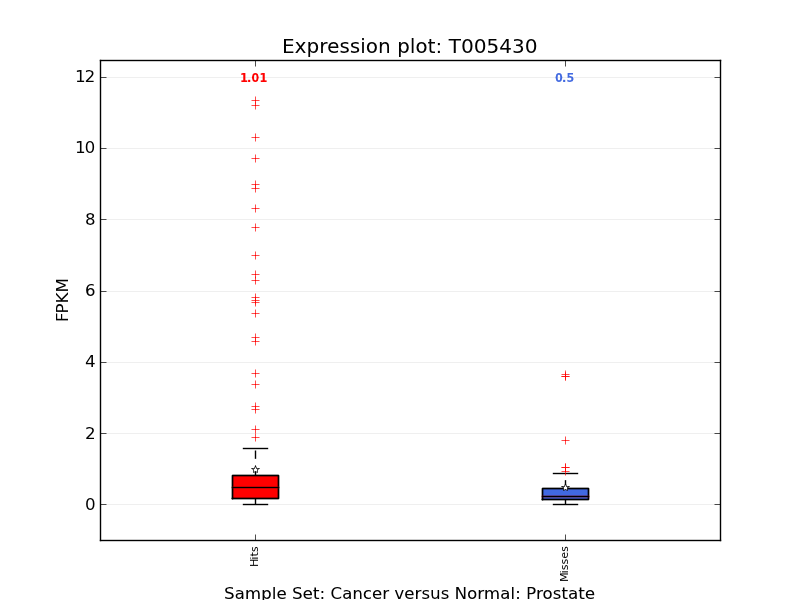 Expression plot: T005430
12
1.01
0.5
10
8
6
4
2
0
FPKM
Hits
Misses
Sample Set: Cancer versus Normal: Prostate